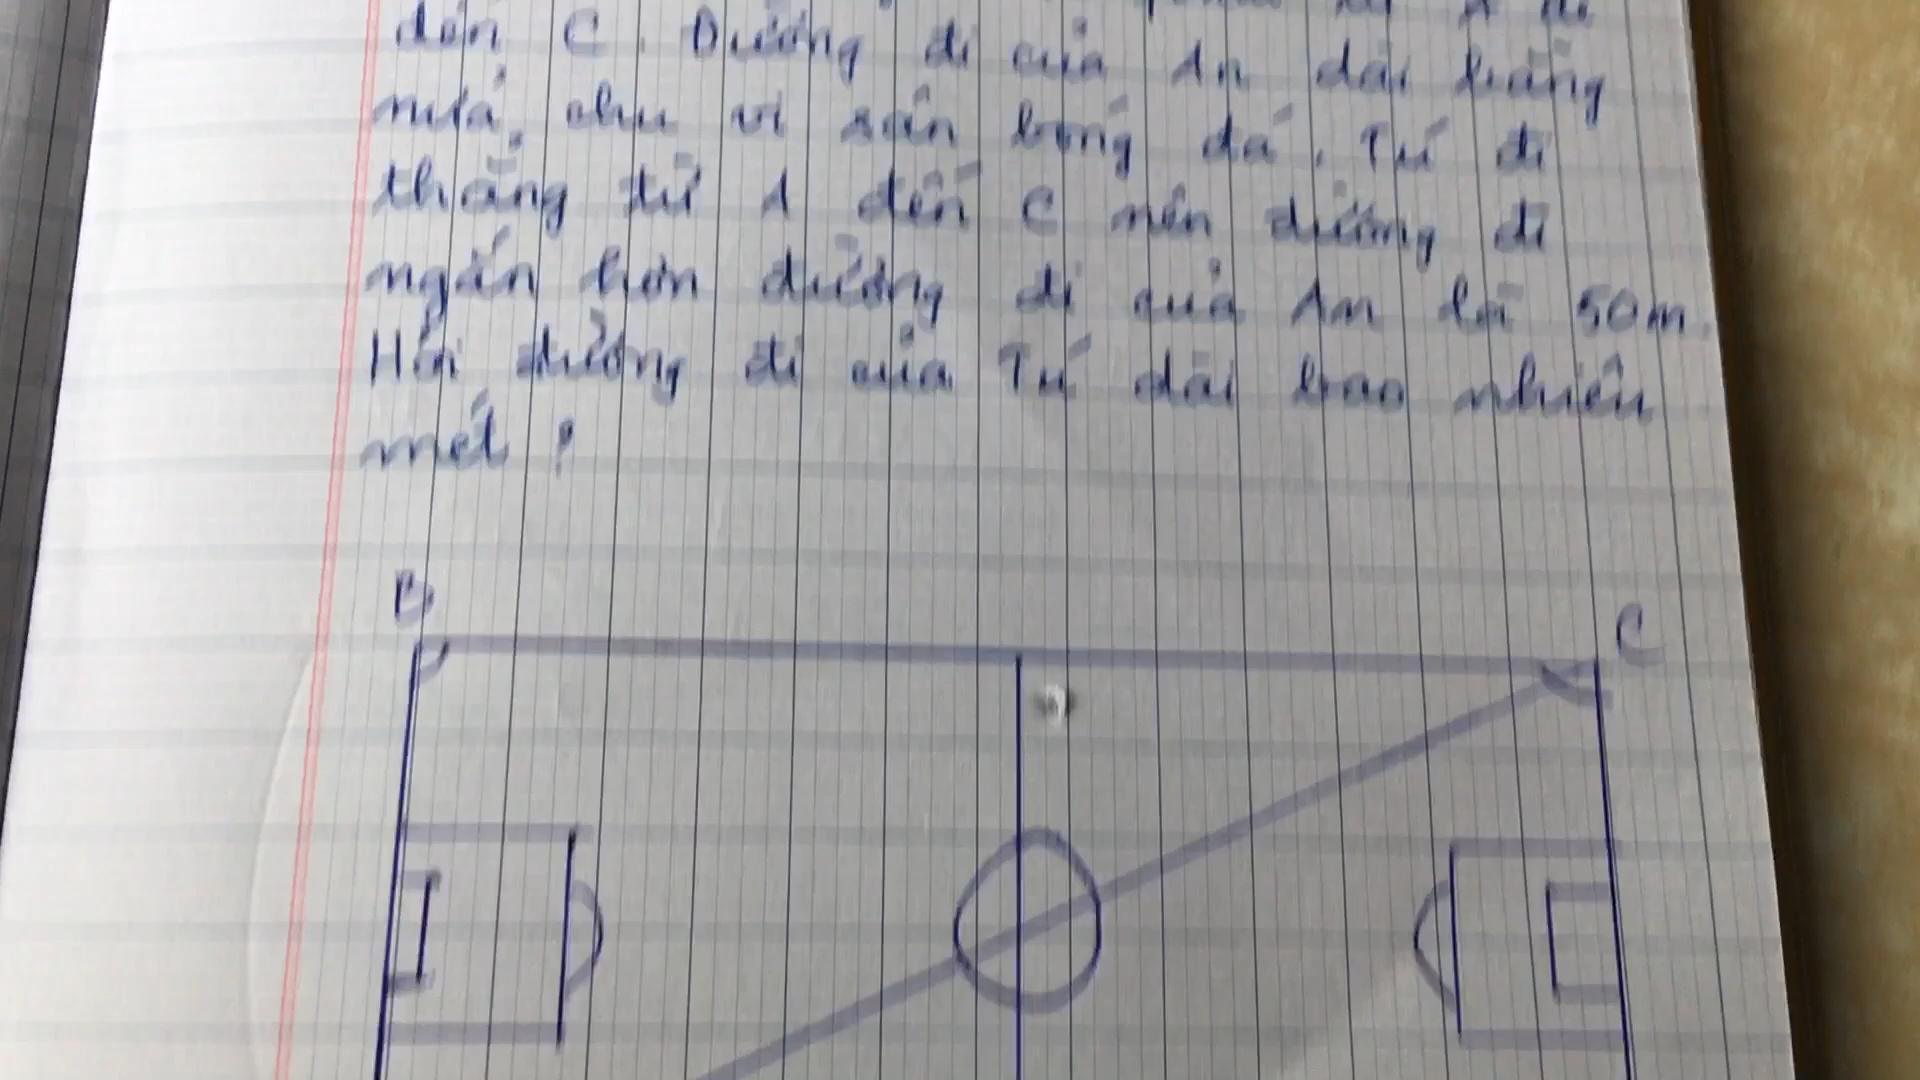 đến C. Đường đi của An dài bằng
nửa chu vi sân bóng đá. Tú đi
thẳng từ A đến C nên đường đi
ngắn hơn đường đi của An là 50m.
Hỏi đường đi của Tú dài bao nhiêu
mét ?
B
C